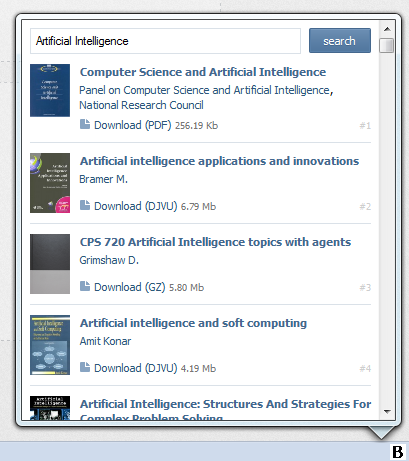 Artificial Intelligence
search
Computer Science and Artificial Intelligence
Panel on Computer Science and Artificial Intelligence,
National Research Council
Download (PDF) 256.19 Kb
#1
Artificial intelligence applications and innovations
Bramer M.
Download (DJVU) 6.79 Mb
#2
CPS 720 Artificial Intelligence topics with agents
Grimshaw D.
Download (GZ) 5.80 Mb
#3
Artificial intelligence and soft computing
Amit Konar
Download (DJVU) 4.19 Mb
#4
Artificial Intelligence: Structures And Strategies For
Complex Problem Solving
B